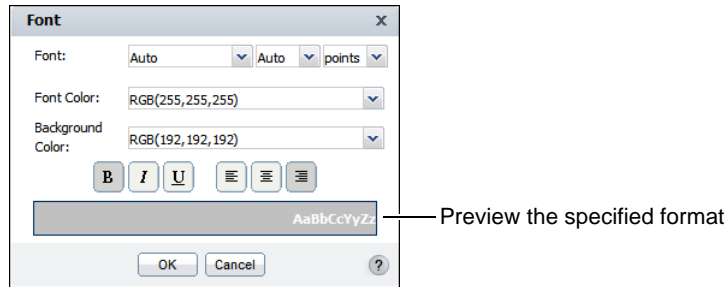 Font x
Font: Auto Auto points
Font Color: RGB(255,255,255)
Background
Color: RGB(192,192,192)
B I U
AaBbCcYyZz Preview the specified format
OK Cancel ?